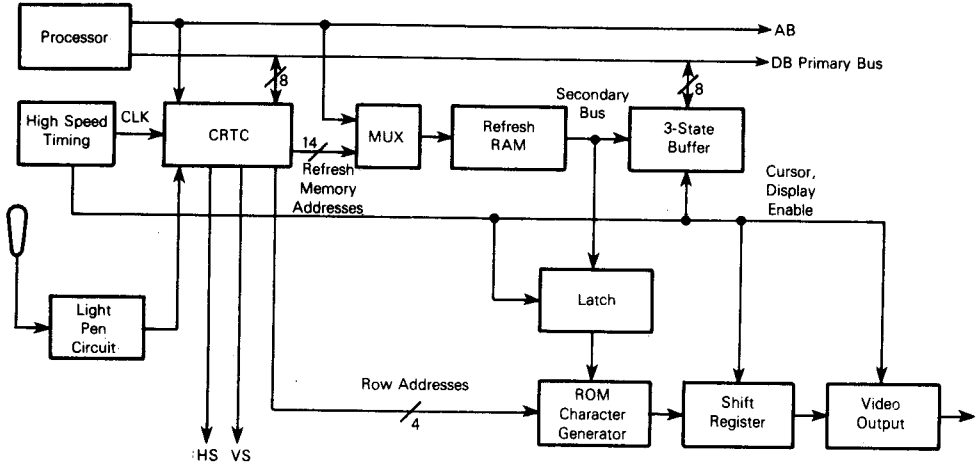 Processor
AB
DB Primary Bus
8
8
High Speed
Timing
CLK
CRTC
14
Refresh
Memory
Addresses
MUX
Refresh
RAM
Secondary
Bus
3-State
Buffer
Cursor,
Display
Enable
Latch
Light
Pen
Circuit
Row Addresses
4
ROM
Character
Generator
Shift
Register
Video
Output
HS VS